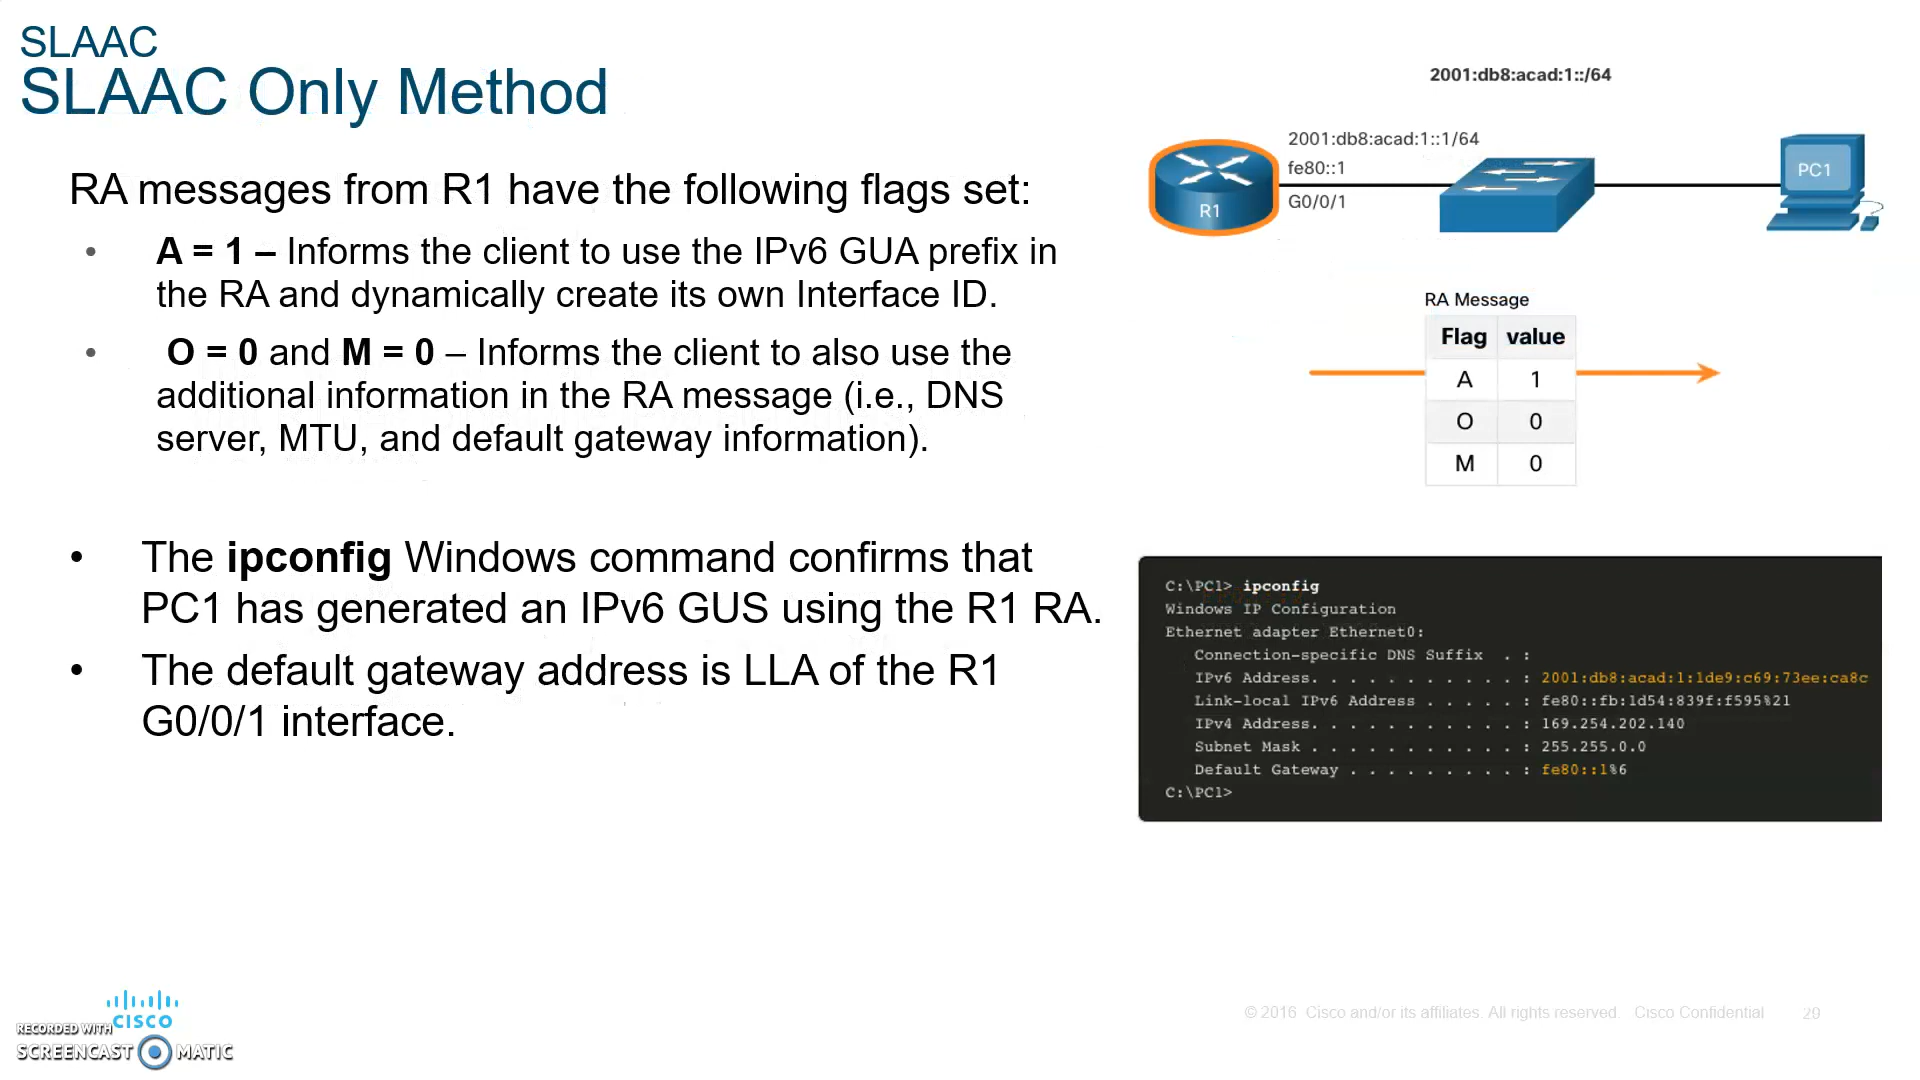 SLAAC
SLAAC Only Method
RA messages from R1 have the following flags set:
• A = 1 – Informs the client to use the IPv6 GUA prefix in
the RA and dynamically create its own Interface ID.
• O = 0 and M = 0 – Informs the client to also use the
additional information in the RA message (i.e., DNS
server, MTU, and default gateway information).
• The ipconfig Windows command confirms that
PC1 has generated an IPv6 GUS using the R1 RA.
• The default gateway address is LLA of the R1
G0/0/1 interface.
2001:db8:acad:1::/64
2001:db8:acad:1::1/64
fe80::1
G0/0/1
R1
PC1
RA Message
Flag value
A 1
O 0
M 0
C:\PC1> ipconfig
Windows IP Configuration
Ethernet adapter Ethernet0:
Connection-specific DNS Suffix . :
IPv6 Address. . . . . . . . . . . : 2001:db8:acad:1:1de9:c69:73ee:ca8c
Link-local IPv6 Address . . . . . : fe80::fb:1d54:839f:f595%21
IPv4 Address. . . . . . . . . . . : 169.254.202.140
Subnet Mask . . . . . . . . . . . : 255.255.0.0
Default Gateway . . . . . . . . . : fe80::1%6
C:\PC1>
CISCO
RECORDED WITH
SCREENCAST MATIC
© 2016 Cisco and/or its affiliates. All rights reserved. Cisco Confidential 20